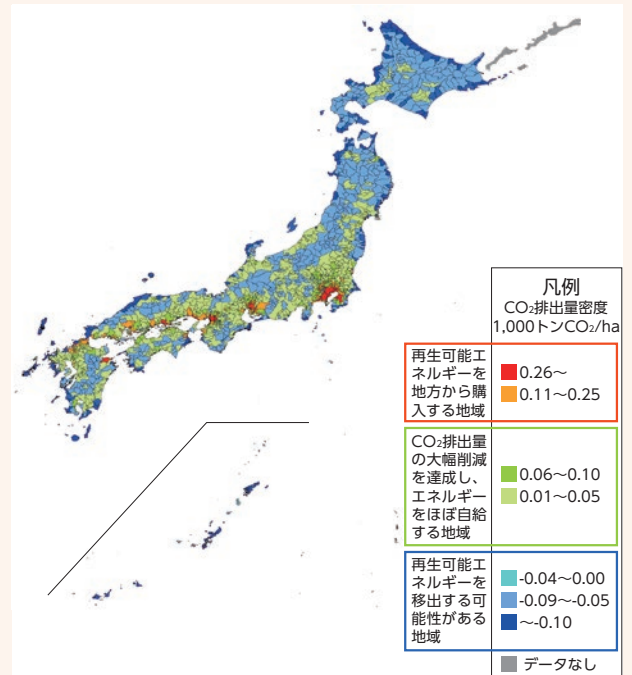 凡例
CO₂排出量密度
1,000トンCO₂/ha
再生可能エ
ネルギーを
地方から購
入する地域
0.26～
0.11～0.25
CO₂排出量
の大幅削減
を達成し、
エネルギー
をほぼ自給
する地域
0.06～0.10
0.01～0.05
再生可能エ
ネルギーを
移出する可
能性がある
地域
-0.04～0.00
-0.09～-0.05
～-0.10
データなし